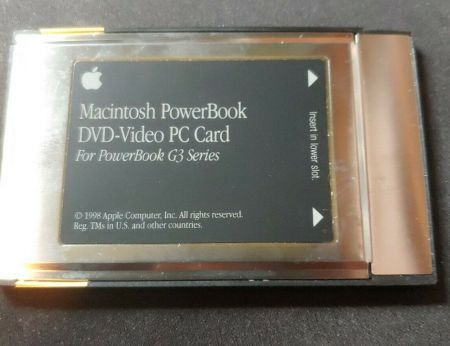 Macintosh PowerBook
DVD-Video PC Card
For PowerBook G3 Series
Insert in lower slot.
© 1998 Apple Computer, Inc. All rights reserved.
Reg. TMs in U.S. and other countries.